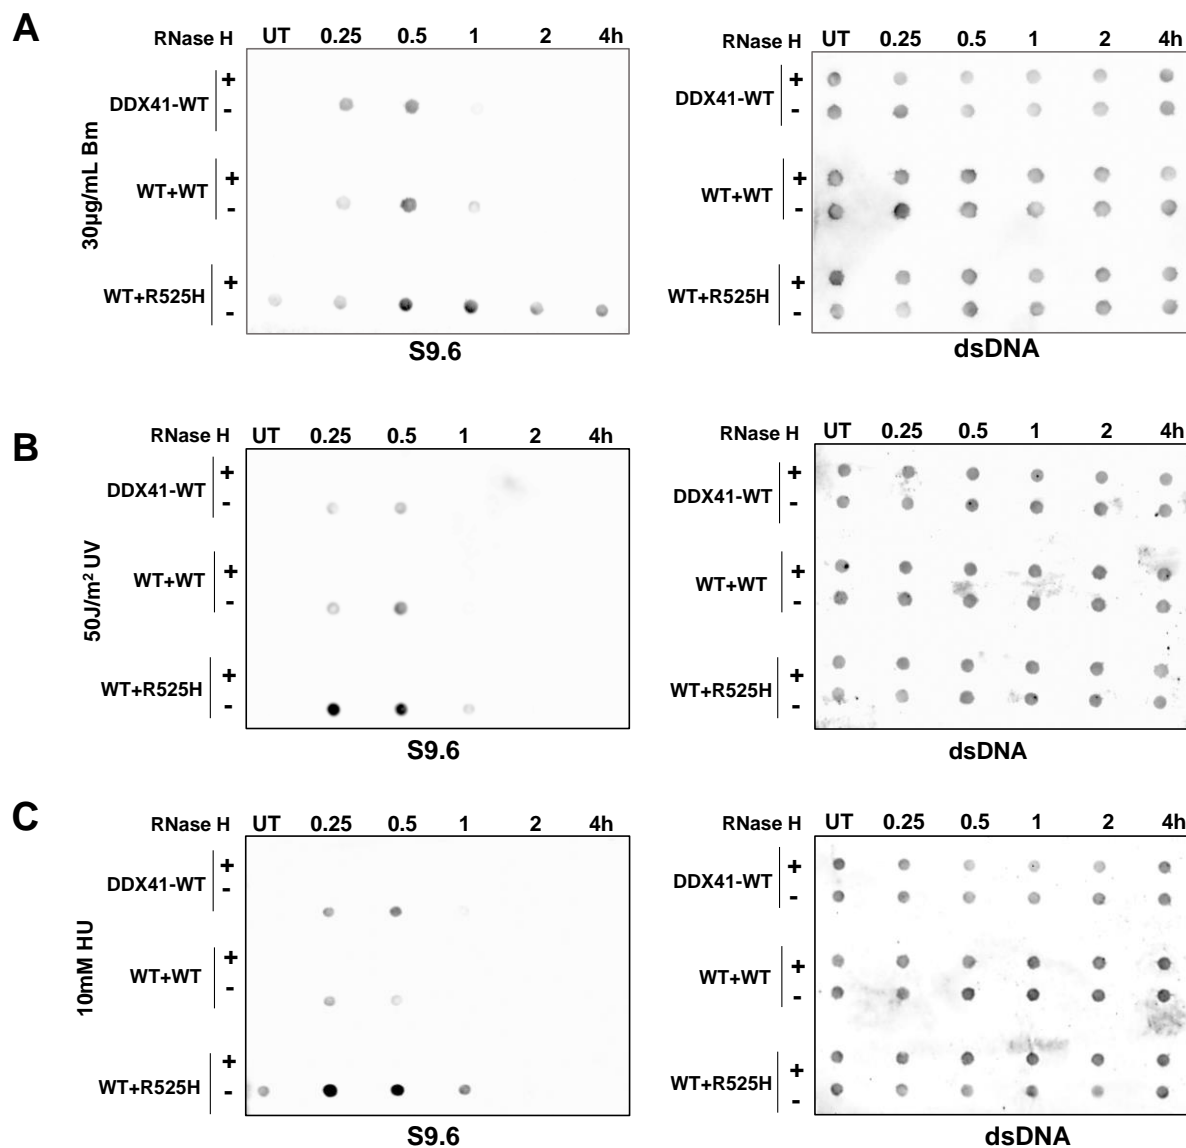 A
RNase H UT 0.25 0.5 1 2 4h
30µg/mL Bm
DDX41-WT + -
WT+WT + -
WT+R525H + -
S9.6
RNase H UT 0.25 0.5 1 2 4h
DDX41-WT + -
WT+WT + -
WT+R525H + -
dsDNA
B
RNase H UT 0.25 0.5 1 2 4h
50J/m² UV
DDX41-WT + -
WT+WT + -
WT+R525H + -
S9.6
RNase H UT 0.25 0.5 1 2 4h
DDX41-WT + -
WT+WT + -
WT+R525H + -
dsDNA
C
RNase H UT 0.25 0.5 1 2 4h
10mM HU
DDX41-WT + -
WT+WT + -
WT+R525H + -
S9.6
RNase H UT 0.25 0.5 1 2 4h
DDX41-WT + -
WT+WT + -
WT+R525H + -
dsDNA